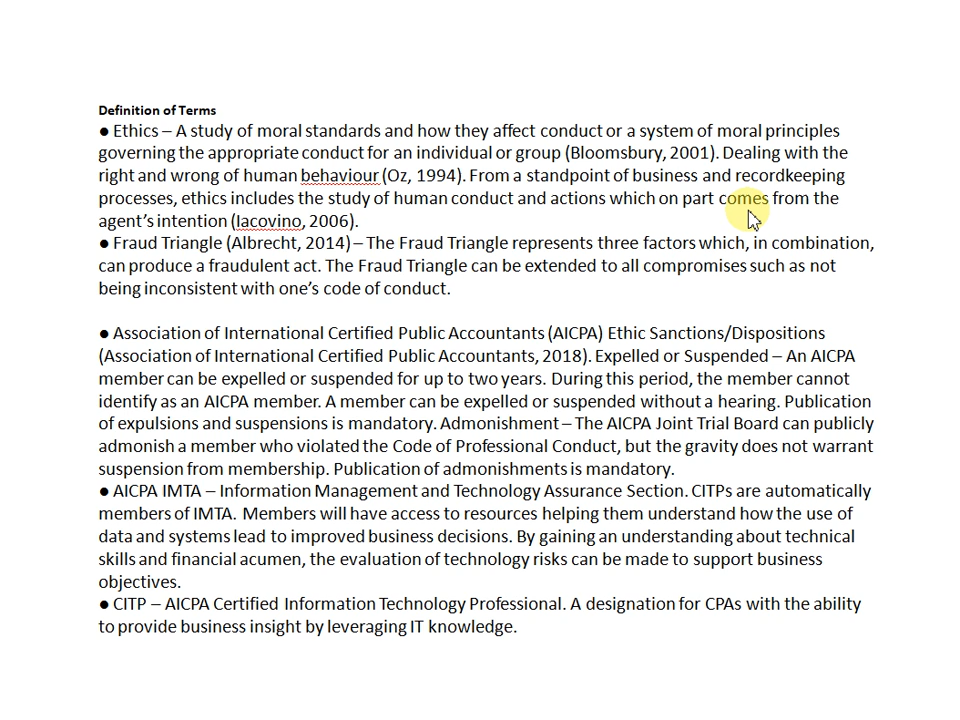 Definition of Terms
● Ethics – A study of moral standards and how they affect conduct or a system of moral principles
governing the appropriate conduct for an individual or group (Bloomsbury, 2001). Dealing with the
right and wrong of human behaviour (Oz, 1994). From a standpoint of business and recordkeeping
processes, ethics includes the study of human conduct and actions which on part comes from the
agent’s intention (Iacovino, 2006).
● Fraud Triangle (Albrecht, 2014) – The Fraud Triangle represents three factors which, in combination,
can produce a fraudulent act. The Fraud Triangle can be extended to all compromises such as not
being inconsistent with one’s code of conduct.
● Association of International Certified Public Accountants (AICPA) Ethic Sanctions/Dispositions
(Association of International Certified Public Accountants, 2018). Expelled or Suspended – An AICPA
member can be expelled or suspended for up to two years. During this period, the member cannot
identify as an AICPA member. A member can be expelled or suspended without a hearing. Publication
of expulsions and suspensions is mandatory. Admonishment – The AICPA Joint Trial Board can publicly
admonish a member who violated the Code of Professional Conduct, but the gravity does not warrant
suspension from membership. Publication of admonishments is mandatory.
● AICPA IMTA – Information Management and Technology Assurance Section. CITPs are automatically
members of IMTA. Members will have access to resources helping them understand how the use of
data and systems lead to improved business decisions. By gaining an understanding about technical
skills and financial acumen, the evaluation of technology risks can be made to support business
objectives.
● CITP – AICPA Certified Information Technology Professional. A designation for CPAs with the ability
to provide business insight by leveraging IT knowledge.